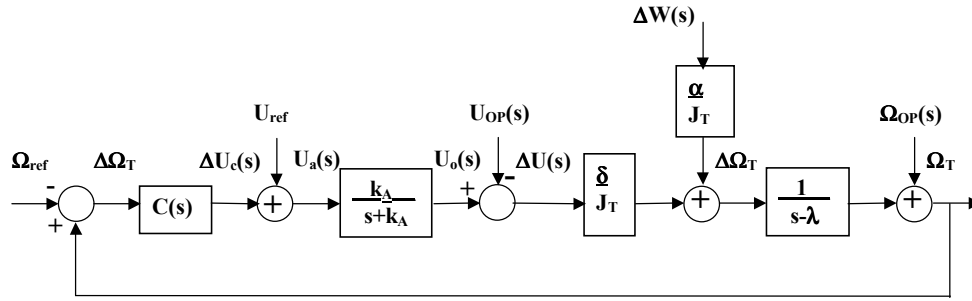 ΔW(s)
α
J_T
U_ref
U_OP(s)
Ω_OP(s)
Ω_ref
ΔΩ_T
ΔU_c(s)
U_a(s)
U_o(s)
ΔU(s)
δ
J_T
ΔΩ_T
Ω_T
-
+
C(s)
+
k_A
s+k_A
+
-
+
1
s-λ
+